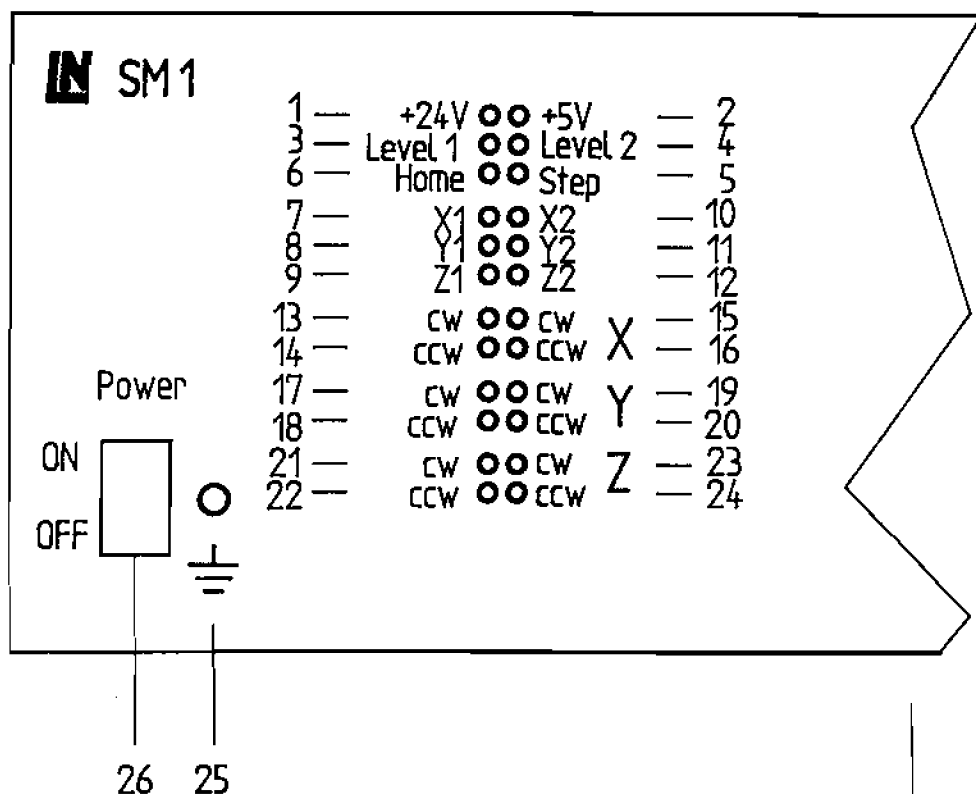 LN SM 1
1 — +24V +5V — 2
3 — Level 1 Level 2 — 4
6 — Home Step — 5
7 — X1 X2 — 10
8 — Y1 Y2 — 11
9 — Z1 Z2 — 12
13 — CW CW — 15
14 — CCW CCW X — 16
17 — CW CW — 19
18 — CCW CCW Y — 20
21 — CW CW — 23
22 — CCW CCW Z — 24
Power
ON
OFF
26 25